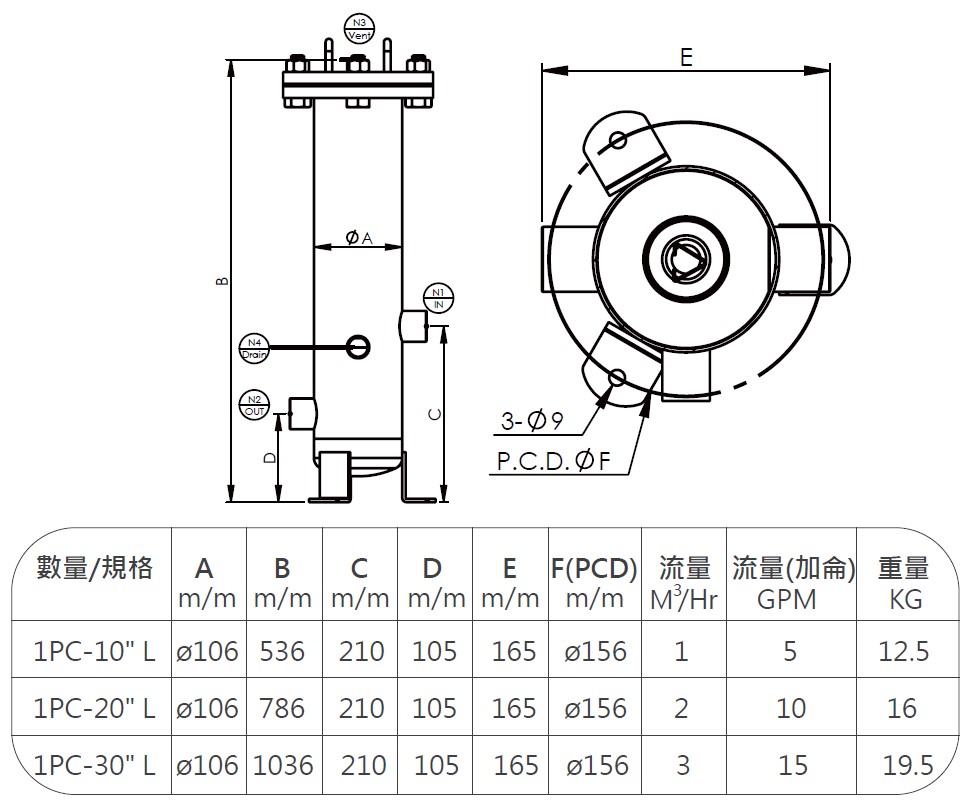 N3
Vent
E
Ø A
B
N1
IN
N4
Drain
N2
OUT
C
D
3-Ø9
P.C.D.ØF
數量/規格 A B C D E F(PCD) 流量 流量(加侖) 重量
m/m m/m m/m m/m m/m m/m M³/Hr GPM KG
1PC-10" L ø106 536 210 105 165 ø156 1 5 12.5
1PC-20" L ø106 786 210 105 165 ø156 2 10 16
1PC-30" L ø106 1036 210 105 165 ø156 3 15 19.5